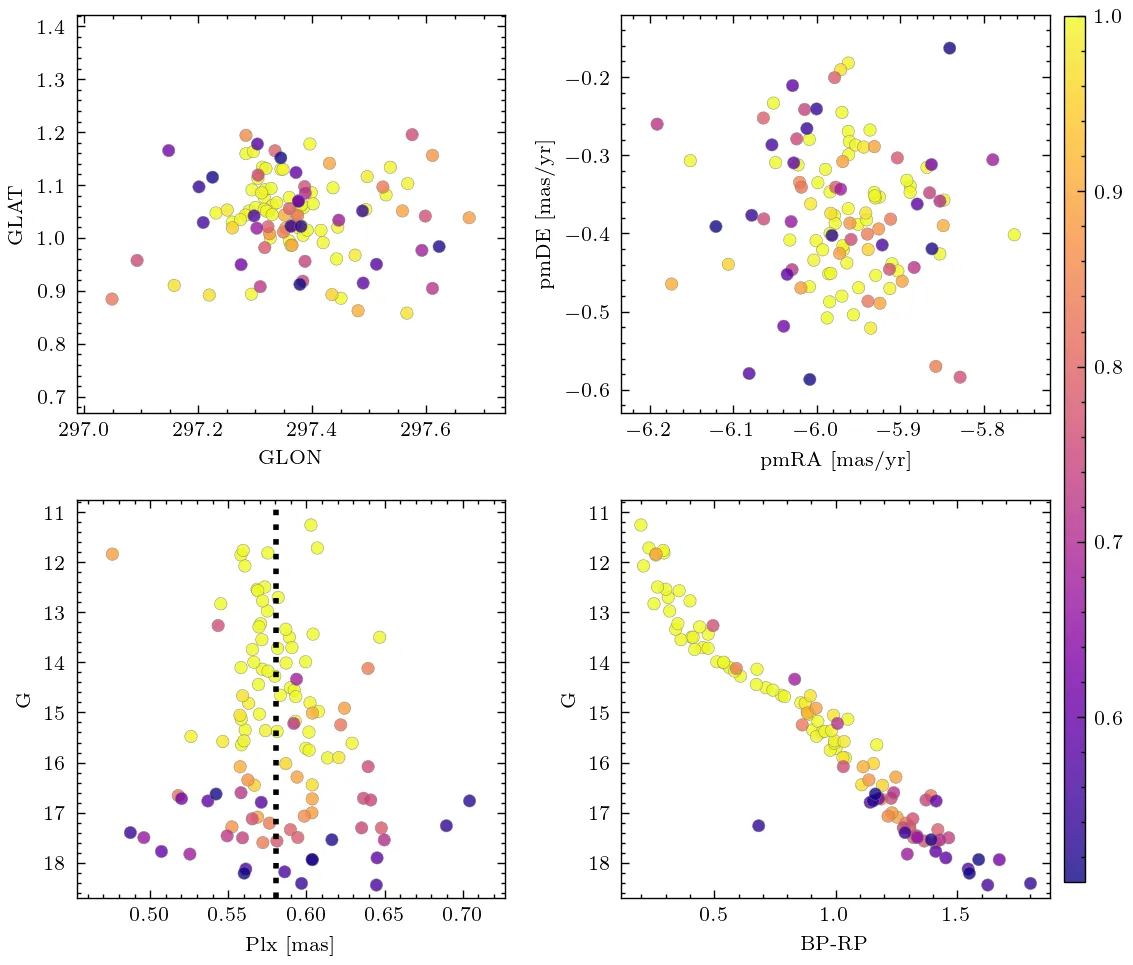 1.4
1.3
1.2
1.1
1.0
0.9
0.8
0.7
GLAT
297.0 297.2 297.4 297.6
GLON
−0.2
−0.3
−0.4
−0.5
−0.6
pmDE [mas/yr]
−6.2 −6.1 −6.0 −5.9 −5.8
pmRA [mas/yr]
1.0
0.9
0.8
0.7
0.6
11
12
13
14
15
16
17
18
G
0.50 0.55 0.60 0.65 0.70
Plx [mas]
11
12
13
14
15
16
17
18
G
0.5 1.0 1.5
BP-RP